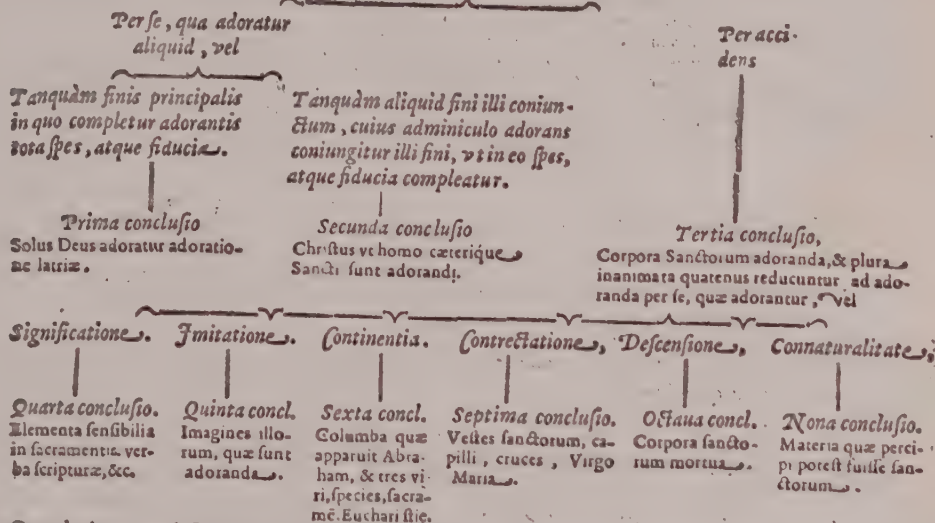 Per se, qua adoratur
aliquid, vel
Per acci-
dens
Tanquàm finis principalis
in quo completur adorantis
tota spes, atque fiducia.
Tanquàm aliquid fini illi coniun-
ctum, cuius adminiculo adorans
coniungitur illi fini, vt in eo spes,
atque fiducia compleatur.
Prima conclusio
Solus Deus adoratur adoratio-
ne latriæ.
Secunda conclusio
Christus vt homo cæterique
Sancti sunt adorandi.
Tertia conclusio,
Corpora Sanctorum adoranda, & plura
inanimata quatenus reducuntur ad ado-
randa per se, quæ adorantur, vel
Significatione. Imitatione. Continentia. Contrectatione, Descensione, Connaturalitate,
Quarta conclusio.
Elementa sensibilia
in sacramentis, ver-
ba scripturæ, &c.
Quinta concl.
Imagines illo-
rum, quæ sunt
adoranda.
Sexta concl.
Columba quæ
apparuit Abra-
ham, & tres vi-
ri, species, sacra-
mē. Eucharistie.
Septima conclusio.
Vestes sanctorum, ca-
pilli, cruces, Virgo
Maria.
Octaua concl.
Corpora sancto-
rum mortua.
Nona conclusio.
Materia quæ perci-
pi potest fuisse san-
ctorum.